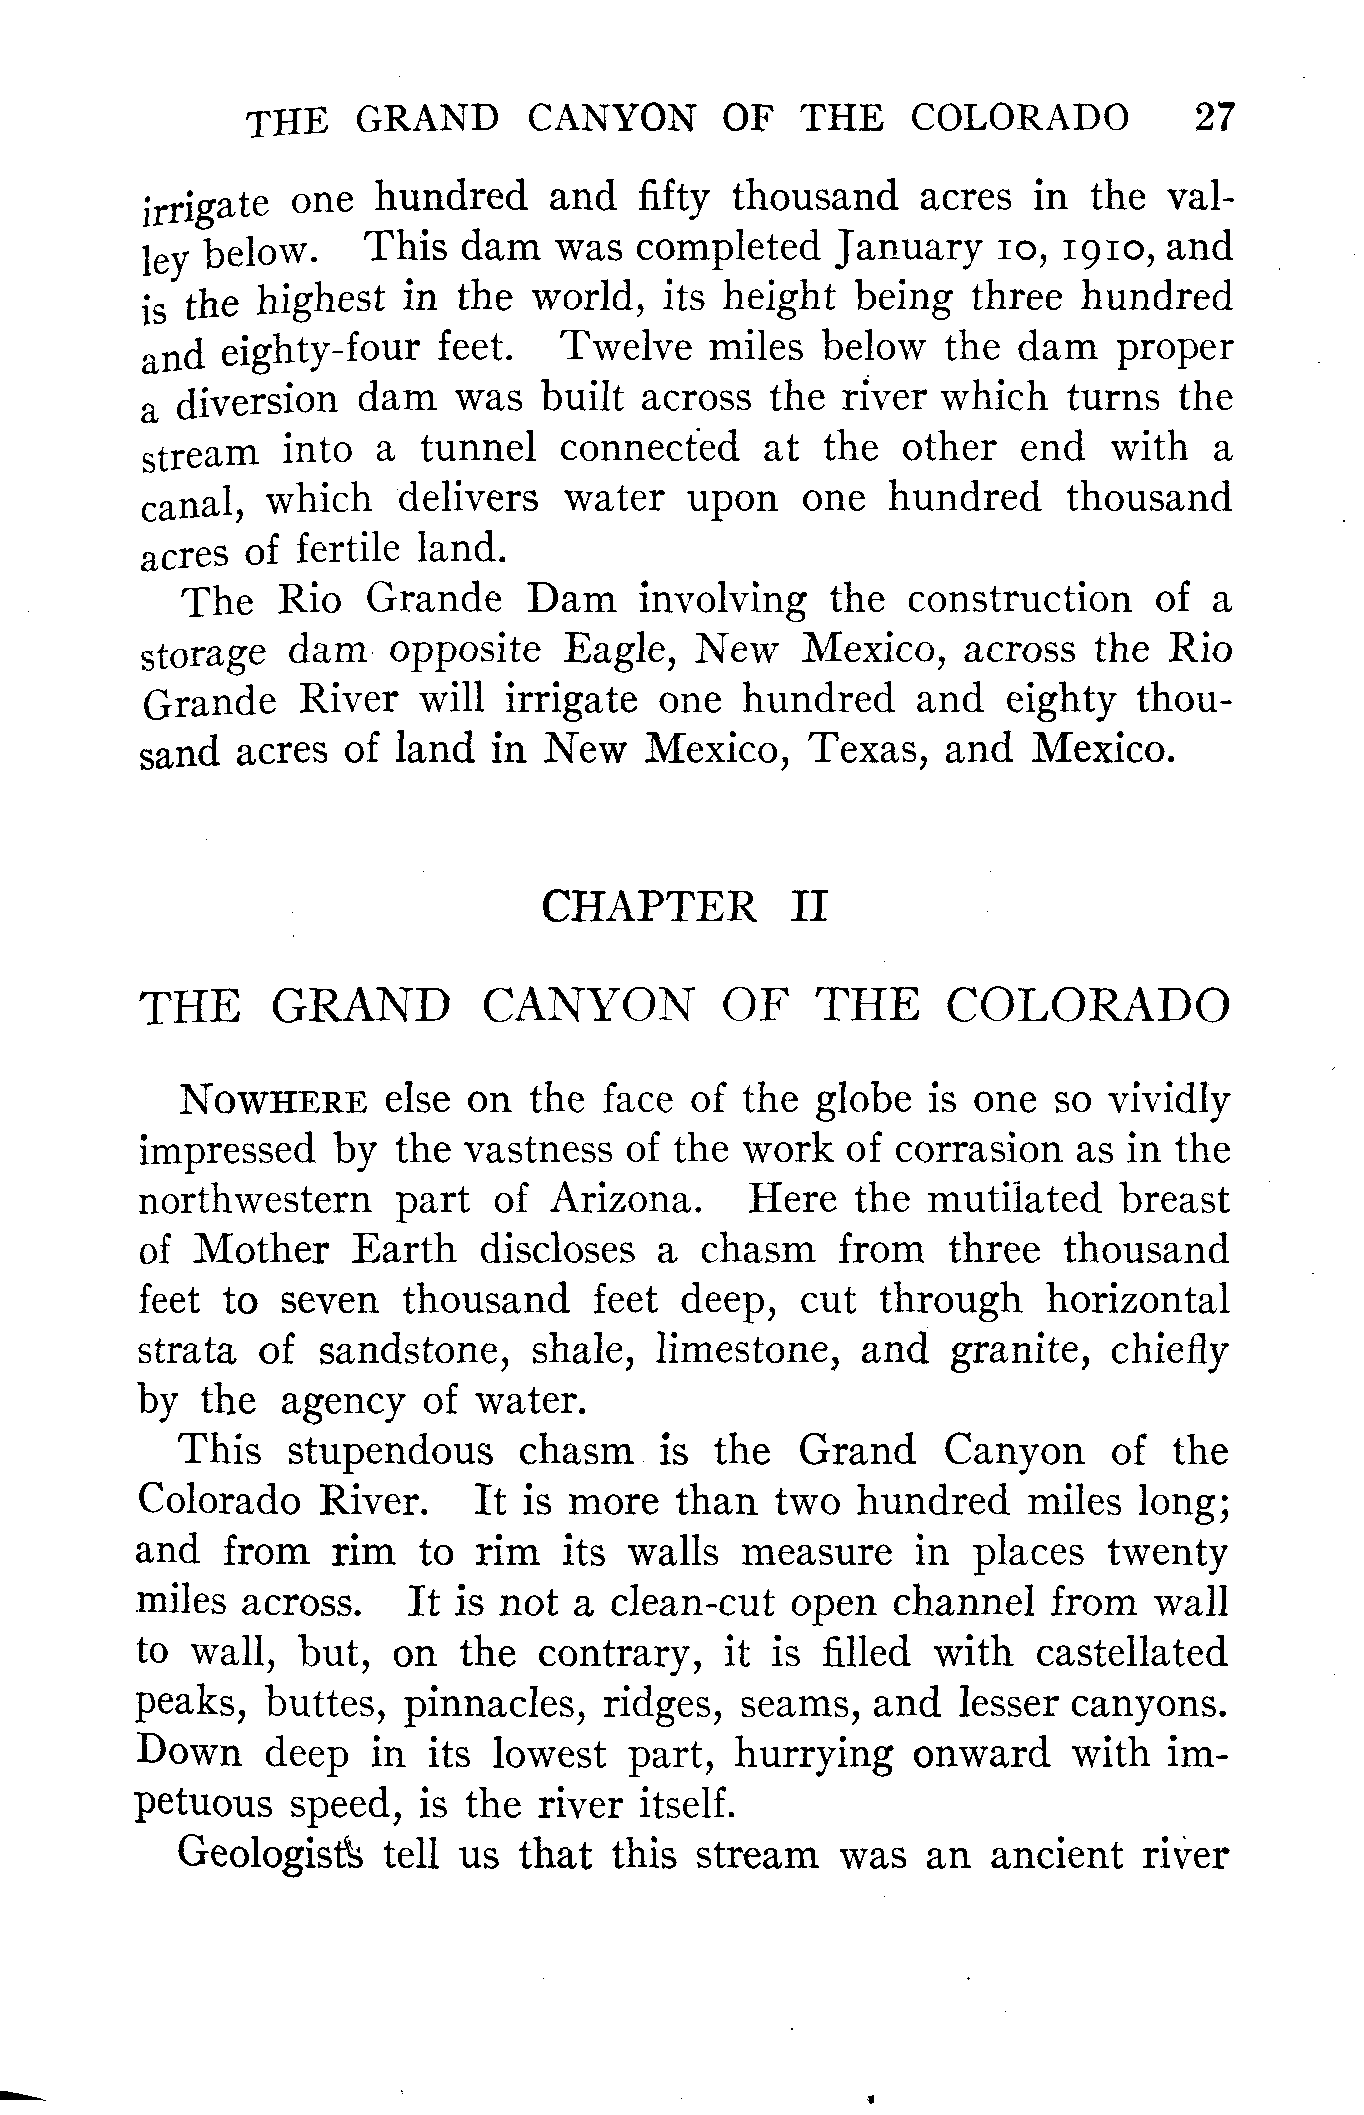 THE GRAND CANYON OF THE COLORADO 27
irrigate one hundred and fifty thousand acres in the val-
ley below. This dam was completed January 10, 1910, and
is the highest in the world, its height being three hundred
and eighty-four feet. Twelve miles below the dam proper
a diversion dam was built across the river which turns the
stream into a tunnel connected at the other end with a
canal, which delivers water upon one hundred thousand
acres of fertile land.
The Rio Grande Dam involving the construction of a
storage dam opposite Eagle, New Mexico, across the Rio
Grande River will irrigate one hundred and eighty thou-
sand acres of land in New Mexico, Texas, and Mexico.
CHAPTER II
THE GRAND CANYON OF THE COLORADO
NOWHERE else on the face of the globe is one so vividly
impressed by the vastness of the work of corrasion as in the
northwestern part of Arizona. Here the mutilated breast
of Mother Earth discloses a chasm from three thousand
feet to seven thousand feet deep, cut through horizontal
strata of sandstone, shale, limestone, and granite, chiefly
by the agency of water.
This stupendous chasm is the Grand Canyon of the
Colorado River. It is more than two hundred miles long;
and from rim to rim its walls measure in places twenty
miles across. It is not a clean-cut open channel from wall
to wall, but, on the contrary, it is filled with castellated
peaks, buttes, pinnacles, ridges, seams, and lesser canyons.
Down deep in its lowest part, hurrying onward with im-
petuous speed, is the river itself.
Geologists tell us that this stream was an ancient river